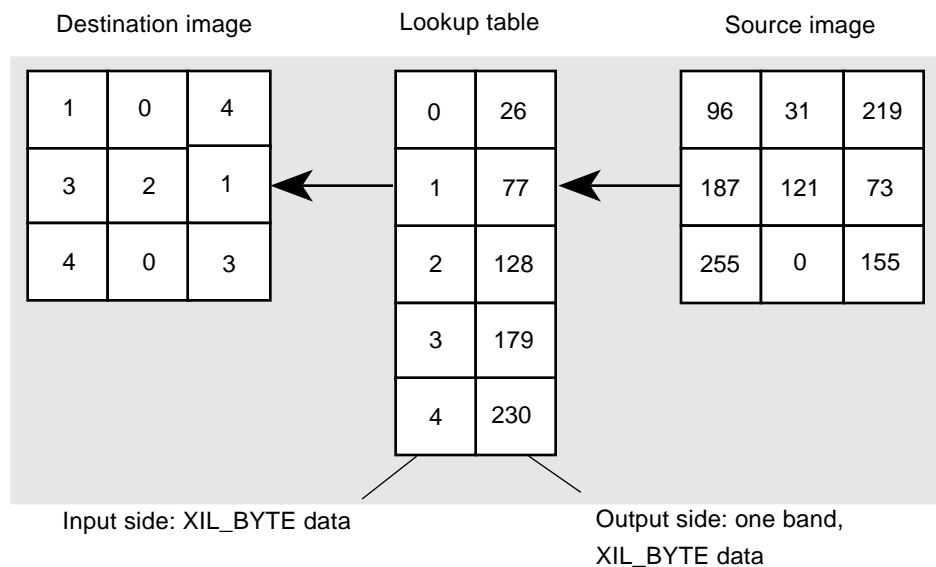 Destination image
Lookup table
Source image
1 0 4
3 2 1
4 0 3
0 26
1 77
2 128
3 179
4 230
96 31 219
187 121 73
255 0 155
Input side: XIL_BYTE data
Output side: one band,
XIL_BYTE data